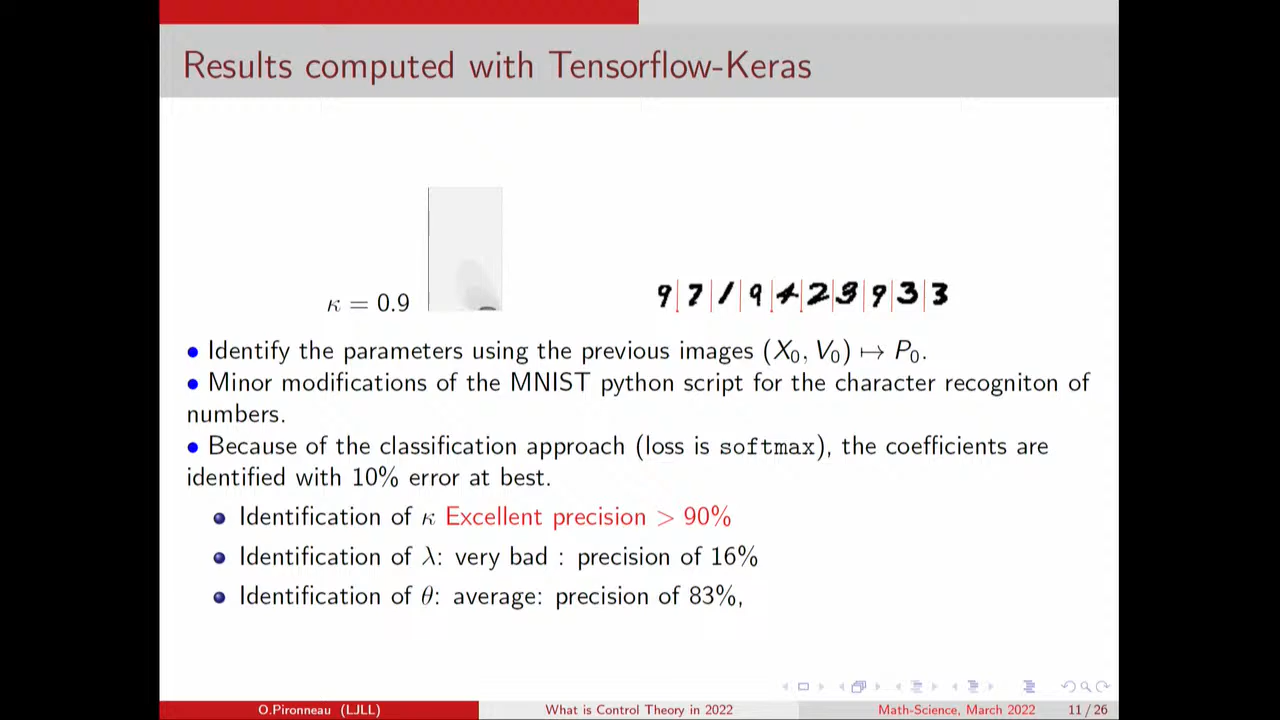 Results computed with Tensorflow-Keras
κ = 0.9
9 7 1 9 4 2 3 9 3 3
• Identify the parameters using the previous images (X₀, V₀) ↦ P₀.
• Minor modifications of the MNIST python script for the character recogniton of
numbers.
• Because of the classification approach (loss is softmax), the coefficients are
identified with 10% error at best.
• Identification of κ Excellent precision > 90%
• Identification of λ: very bad : precision of 16%
• Identification of θ: average: precision of 83%,
O.Pironneau (LJLL) What is Control Theory in 2022 Math-Science, March 2022 11 / 26